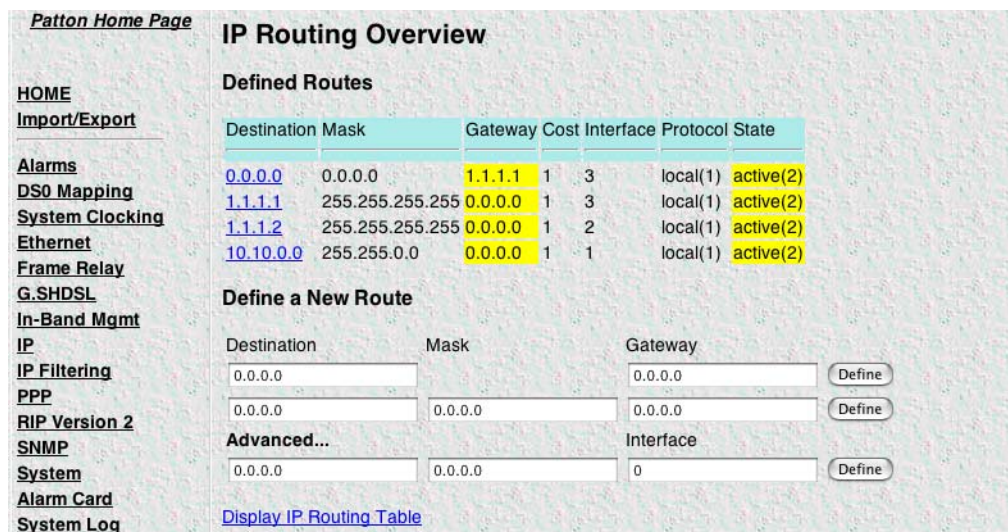 Patton Home Page
HOME
Import/Export
Alarms
DS0 Mapping
System Clocking
Ethernet
Frame Relay
G.SHDSL
In-Band Mgmt
IP
IP Filtering
PPP
RIP Version 2
SNMP
System
Alarm Card
System Log
IP Routing Overview
Defined Routes
Destination Mask Gateway Cost Interface Protocol State
0.0.0.0 0.0.0.0 1.1.1.1 1 3 local(1) active(2)
1.1.1.1 255.255.255.255 0.0.0.0 1 3 local(1) active(2)
1.1.1.2 255.255.255.255 0.0.0.0 1 2 local(1) active(2)
10.10.0.0 255.255.0.0 0.0.0.0 1 1 local(1) active(2)
Define a New Route
Destination Mask Gateway
0.0.0.0 0.0.0.0 Define
0.0.0.0 0.0.0.0 0.0.0.0 Define
Advanced... Interface
0.0.0.0 0.0.0.0 0 Define
Display IP Routing Table